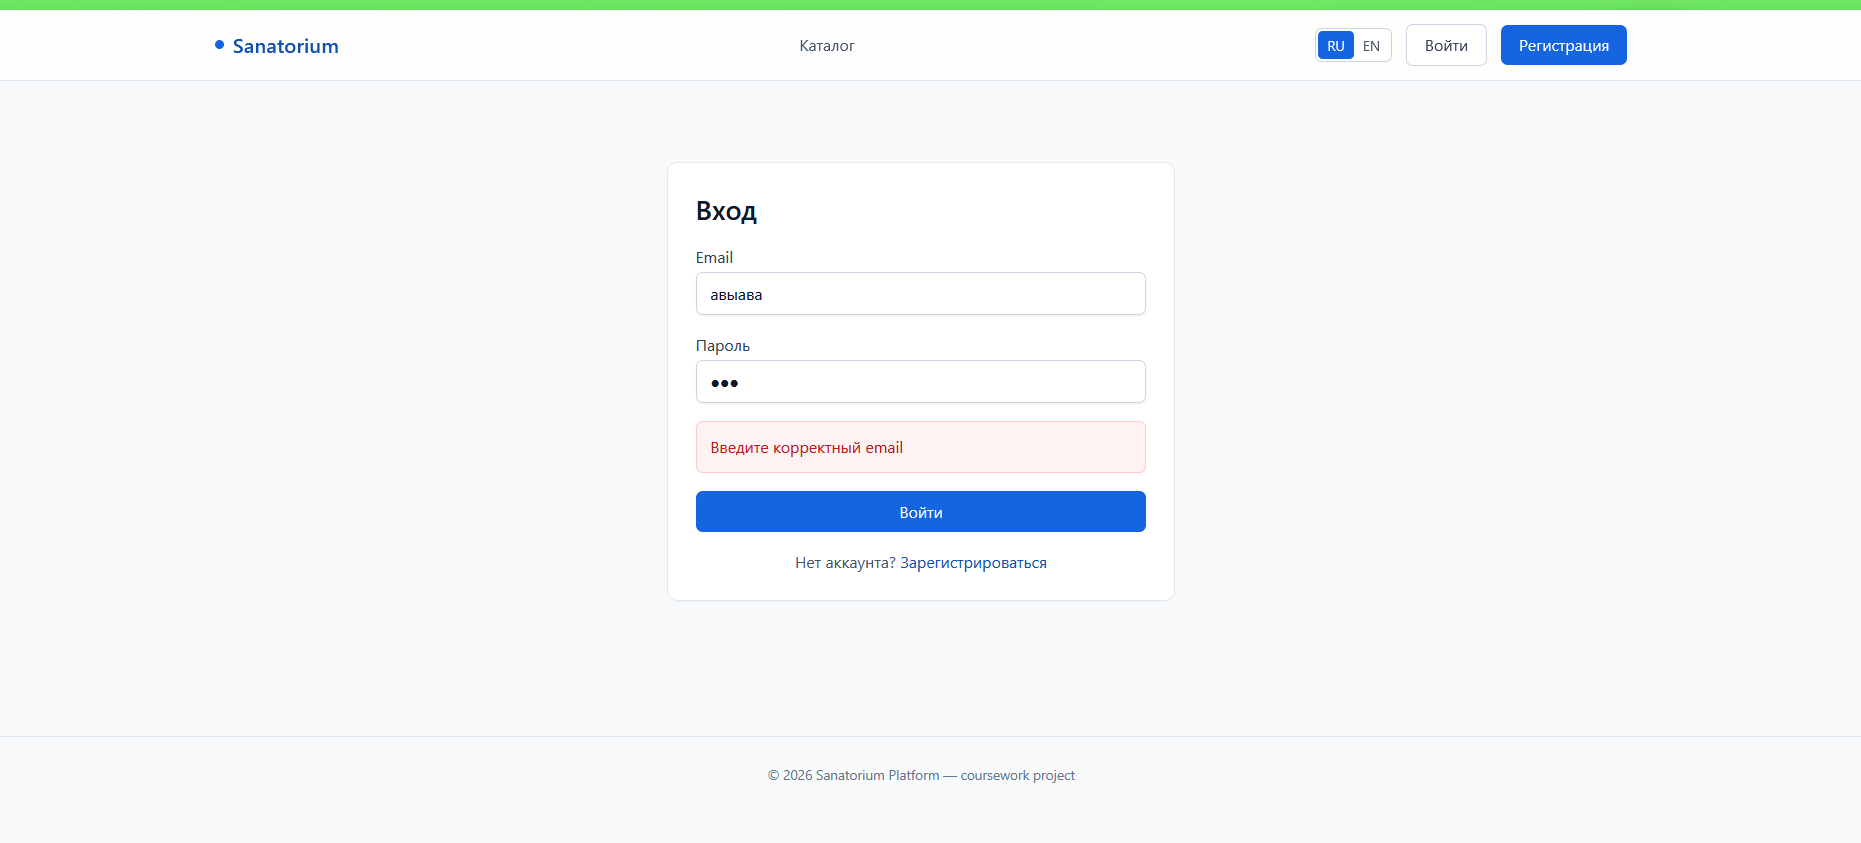 Sanatorium
Каталог
RU EN
Войти
Регистрация
Вход
Email
авыава
Пароль
●●●
Введите корректный email
Войти
Нет аккаунта? Зарегистрироваться
© 2026 Sanatorium Platform — coursework project